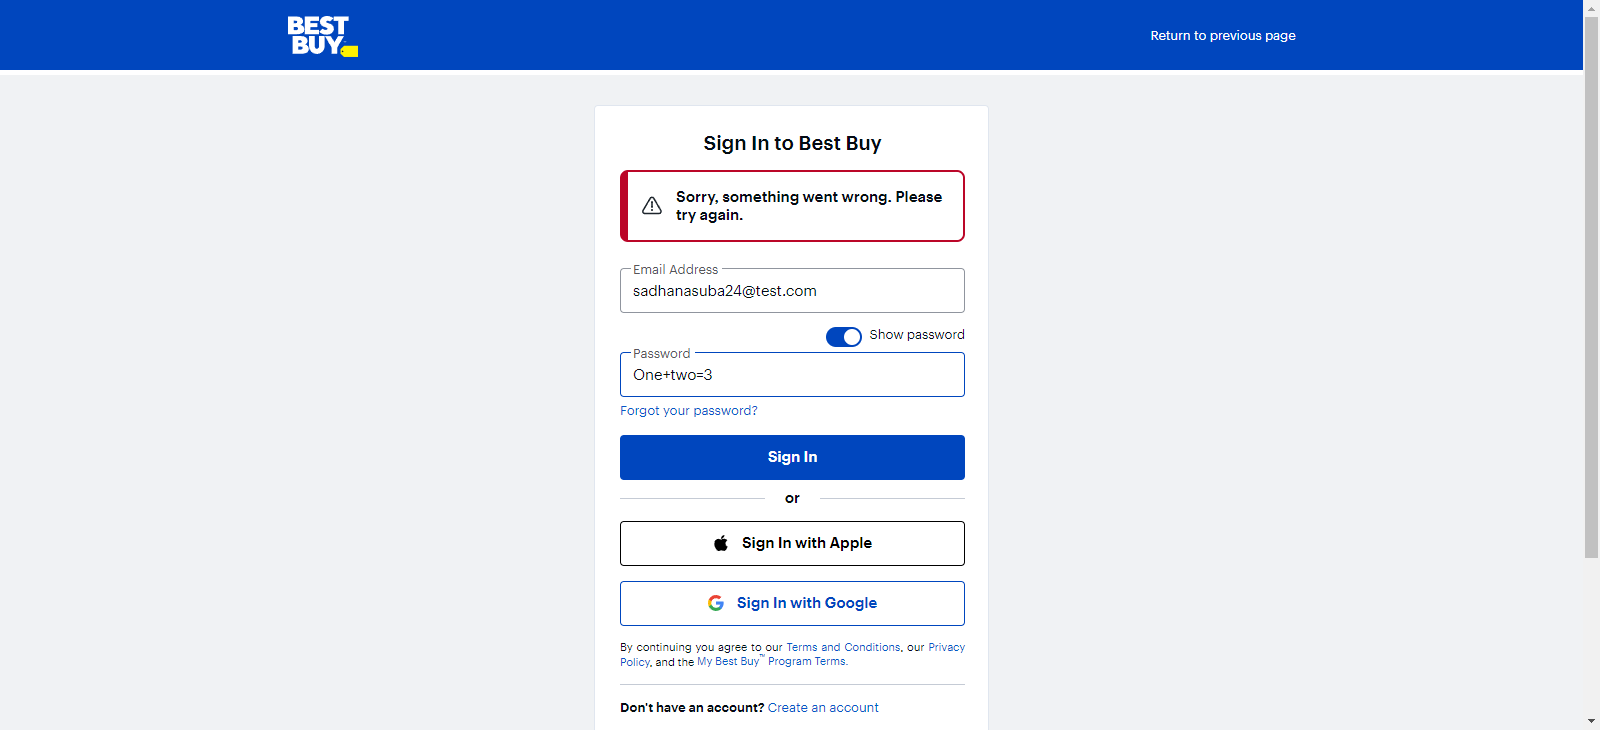 BEST
BUY
Return to previous page
Sign In to Best Buy
Sorry, something went wrong. Please
try again.
Email Address
sadhanasuba24@test.com
Show password
Password
One+two=3
Forgot your password?
Sign In
or
Sign In with Apple
Sign In with Google
By continuing you agree to our Terms and Conditions, our Privacy
Policy, and the My Best Buy™ Program Terms.
Don't have an account? Create an account